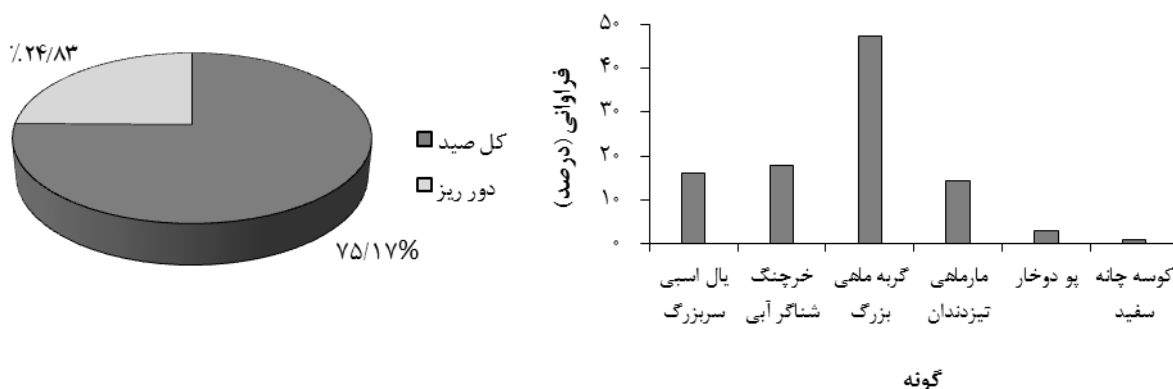 ٪۲۴/۸۳
کل صید
دور ریز
۷۵/۱۷%
فراوانی (درصد)
۵۰
۴۰
۳۰
۲۰
۱۰
۰
یال اسبی سربزرگ
خرچنگ شناگر آبی
گربه ماهی بزرگ
مارماهی تیزدندان
پو دوخار
کوسه چانه سفید
گونه